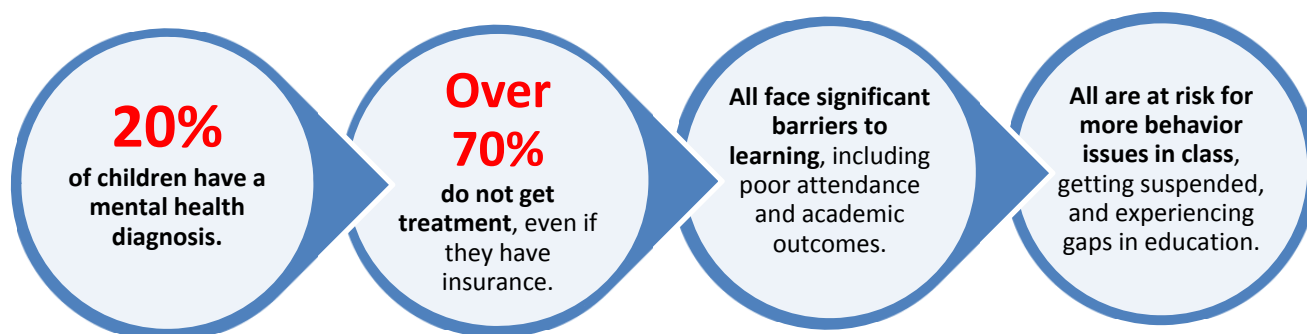 20%
of children have a
mental health
diagnosis.
Over
70%
do not get
treatment, even if
they have
insurance.
All face significant
barriers to
learning, including
poor attendance
and academic
outcomes.
All are at risk for
more behavior
issues in class,
getting suspended,
and experiencing
gaps in education.